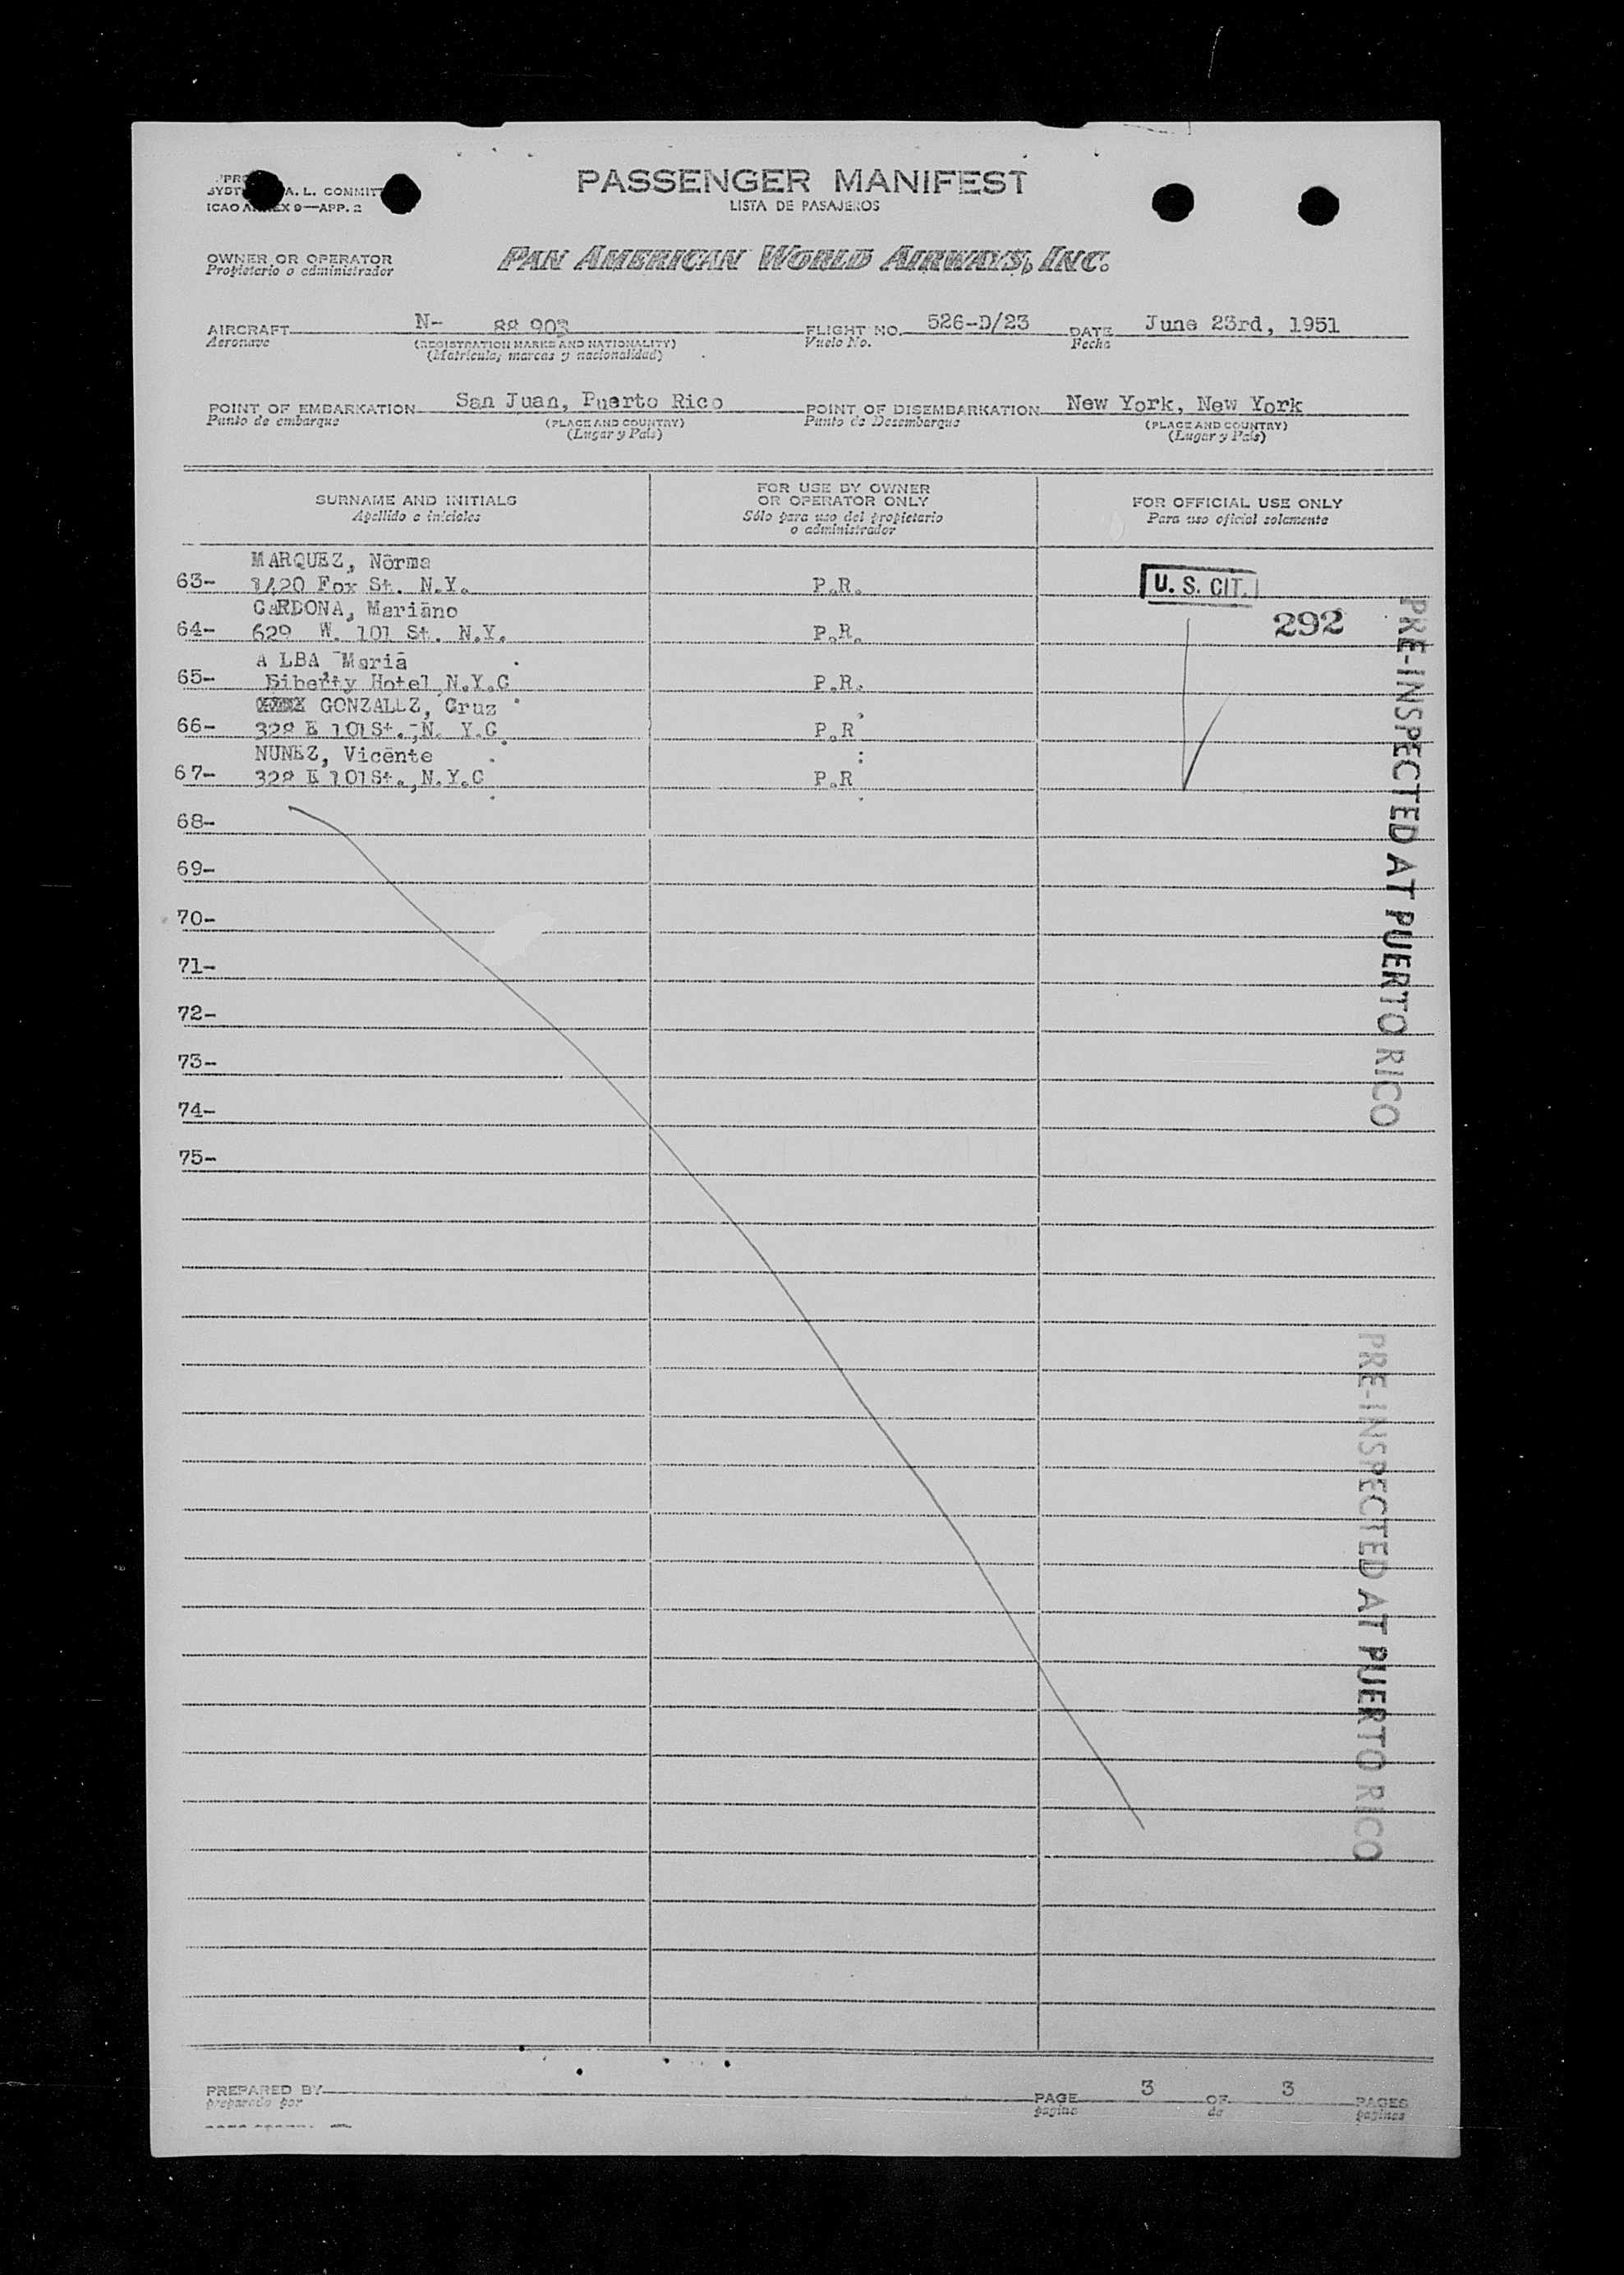 PASSENGER MANIFEST
LISTA DE PASAJEROS
A. L.
ICAO 9—APP. 2
OWNER OR OPERATOR
Propietario o administrador
PAN AMERICAN WORLD AIRWAYS, INC.
AIRCRAFT N- 88 903 FLIGHT NO. 526-D/23 DATE June 23rd, 1951
Aeronave (REGISTRATION MARKS AND NATIONALITY) Vuelo No. Fecha
(Matricula, marcas y nacionalidad)
POINT OF EMBARKATION San Juan, Puerto Rico POINT OF DISEMBARKATION New York, New York
Punto de embarque (PLACE AND COUNTRY) Punto de Desembarque (PLACE AND COUNTRY)
(Lugar y País) (Lugar y País)
SURNAME AND INITIALS FOR USE BY OWNER OR OPERATOR ONLY FOR OFFICIAL USE ONLY
Apellido e iniciales Sólo para uso del propietario o administrador Para uso oficial solamente
MARQUEZ, Norma
63- 1420 Fox St. N.Y. P.R. U. S. CIT.
CARDONA, Mariano 292
64- 629 W. 101 St. N.Y. P.R.
A LBA, Maria
65- Hotel N.Y.C P.R.
GONZALEZ, Cruz
66- 328 E 101St., N. Y.C P.R
NUNEZ, Vicente
67- 328 E 101St., N.Y.C P.R
68-
69-
70-
71-
72-
73-
74-
75-
PRE-INSPECTED AT PUERTO RICO
PRE-INSPECTED AT PUERTO RICO
PREPARED BY PAGE 3 OF 3 PAGES
preparado por pagina de paginas